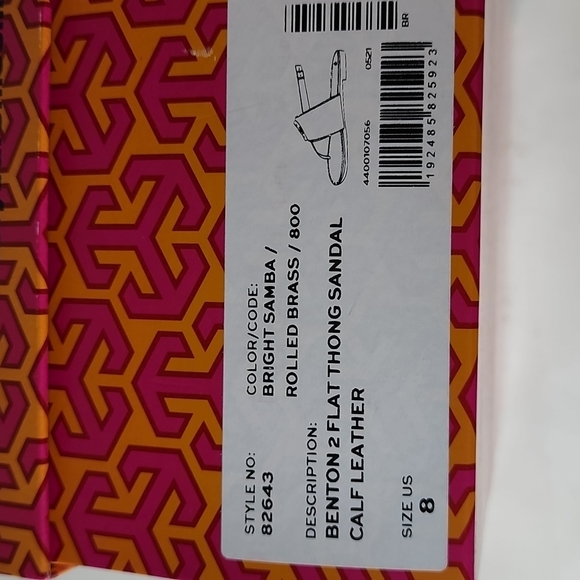 STYLE NO:
82643
COLOR/CODE:
BRIGHT SAMBA /
ROLLED BRASS / 800
DESCRIPTION:
BENTON 2 FLAT THONG SANDAL
CALF LEATHER
SIZE US
8
4400107056 0521
192485825923
BR